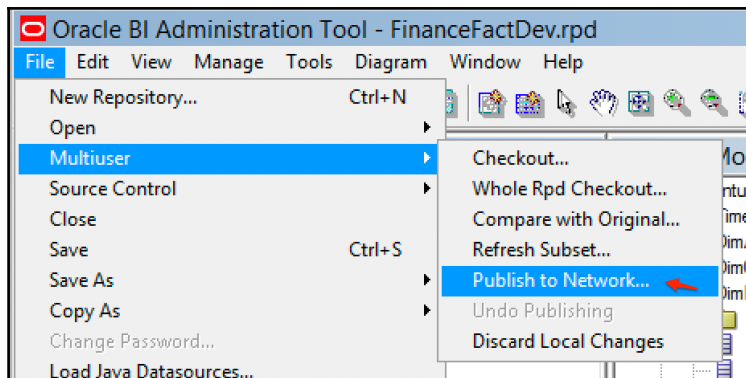 Oracle BI Administration Tool - FinanceFactDev.rpd
File Edit View Manage Tools Diagram Window Help
New Repository... Ctrl+N
Open
Multiuser
Source Control
Close
Save Ctrl+S
Save As
Copy As
Change Password...
Load Java Datasources...
Checkout...
Whole Rpd Checkout...
Compare with Original...
Refresh Subset...
Publish to Network...
Undo Publishing
Discard Local Changes